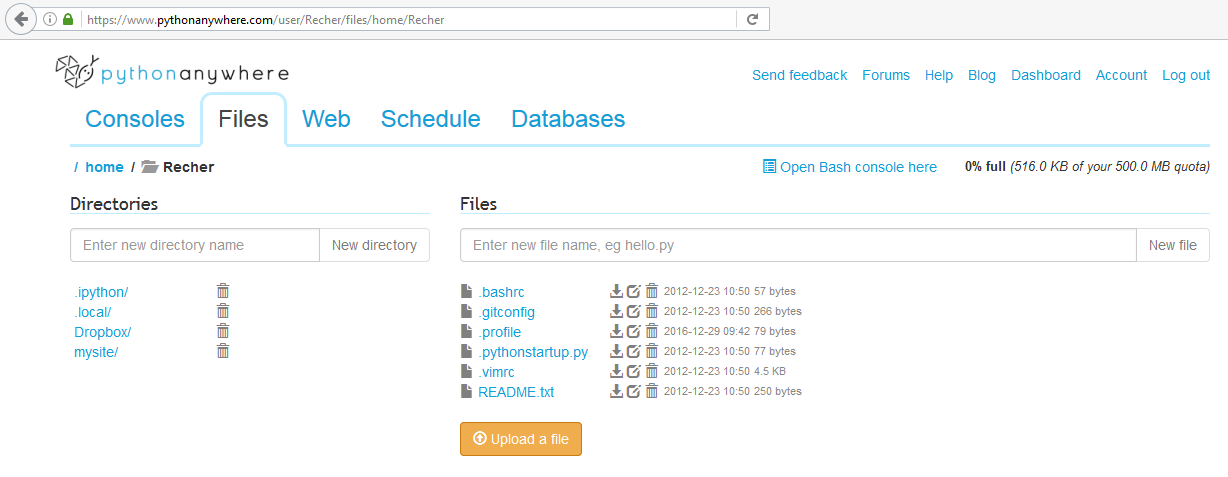 https://www.pythonanywhere.com/user/Recher/files/home/Recher
pythonanywhere
Send feedback Forums Help Blog Dashboard Account Log out
Consoles Files Web Schedule Databases
/ home / Recher
Open Bash console here
0% full (516.0 KB of your 500.0 MB quota)
Directories
Enter new directory name New directory
.ipython/
.local/
Dropbox/
mysite/
Files
Enter new file name, eg hello.py New file
.bashrc 2012-12-23 10:50 57 bytes
.gitconfig 2012-12-23 10:50 266 bytes
.profile 2016-12-29 09:42 79 bytes
.pythonstartup.py 2012-12-23 10:50 77 bytes
.vimrc 2012-12-23 10:50 4.5 KB
README.txt 2012-12-23 10:50 250 bytes
Upload a file